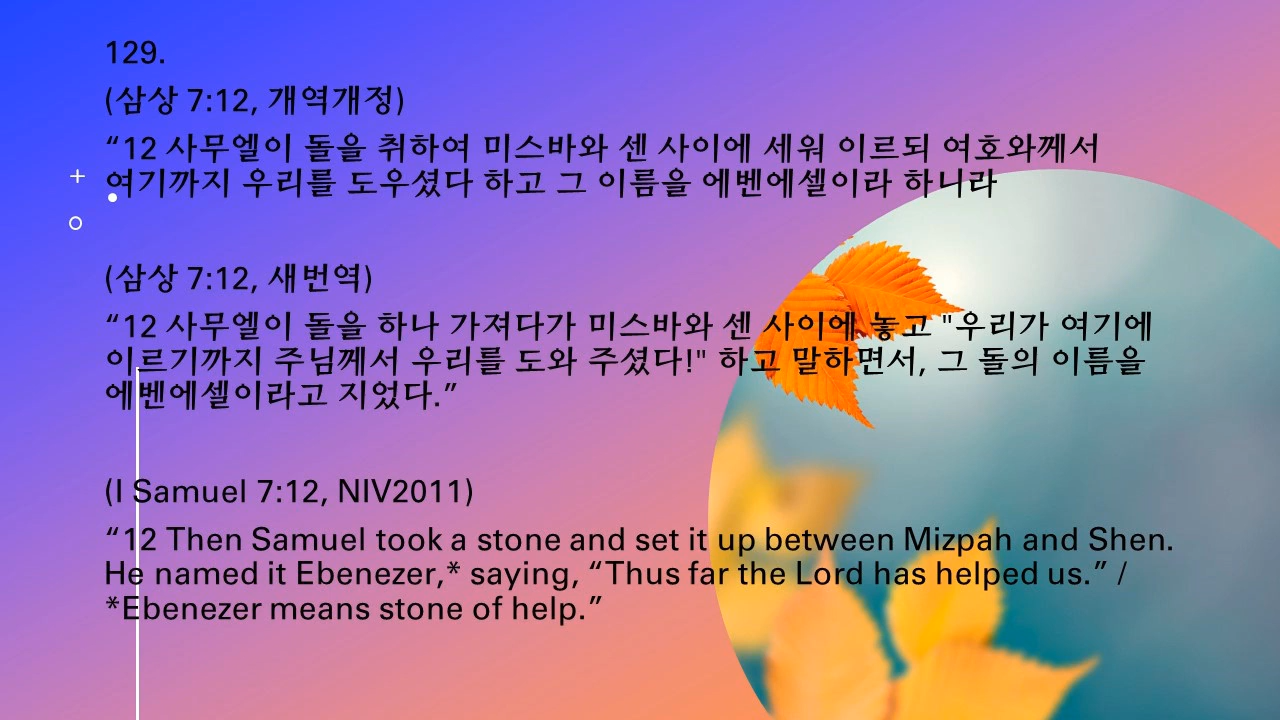 129.
(삼상 7:12, 개역개정)
“12 사무엘이 돌을 취하여 미스바와 센 사이에 세워 이르되 여호와께서
여기까지 우리를 도우셨다 하고 그 이름을 에벤에셀이라 하니라
(삼상 7:12, 새번역)
“12 사무엘이 돌을 하나 가져다가 미스바와 센 사이에 놓고 "우리가 여기에
이르기까지 주님께서 우리를 도와 주셨다!" 하고 말하면서, 그 돌의 이름을
에벤에셀이라고 지었다.”
(I Samuel 7:12, NIV2011)
“12 Then Samuel took a stone and set it up between Mizpah and Shen.
He named it Ebenezer,* saying, “Thus far the Lord has helped us.” /
*Ebenezer means stone of help.”